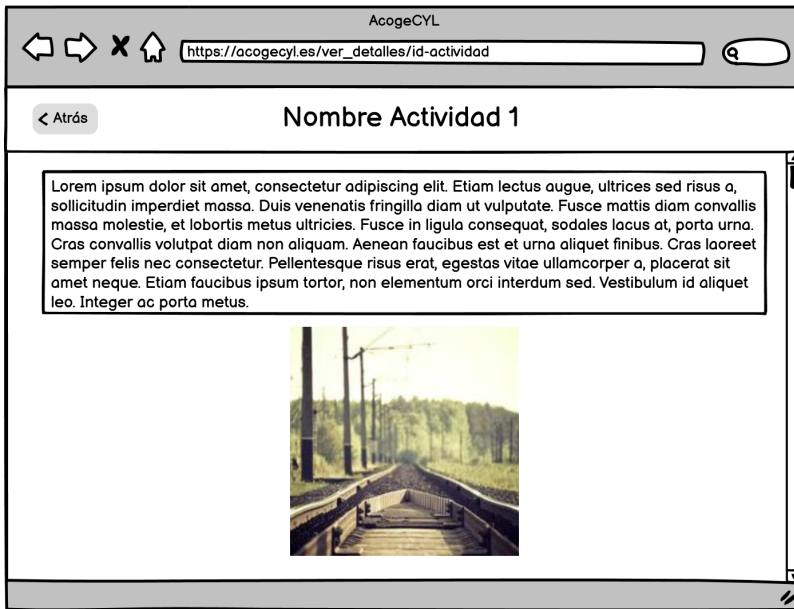 AcogeCYL
https://acogecyl.es/ver_detalles/id-actividad
Atrás
Nombre Actividad 1
Lorem ipsum dolor sit amet, consectetur adipiscing elit. Etiam lectus augue, ultrices sed risus a,
sollicitudin imperdiet massa. Duis venenatis fringilla diam ut vulputate. Fusce mattis diam convallis
massa molestie, et lobortis metus ultricies. Fusce in ligula consequat, sodales lacus at, porta urna.
Cras convallis volutpat diam non aliquam. Aenean faucibus est et urna aliquet finibus. Cras laoreet
semper felis nec consectetur. Pellentesque risus erat, egestas vitae ullamcorper a, placerat sit
amet neque. Etiam faucibus ipsum tortor, non elementum orci interdum sed. Vestibulum id aliquet
leo. Integer ac porta metus.